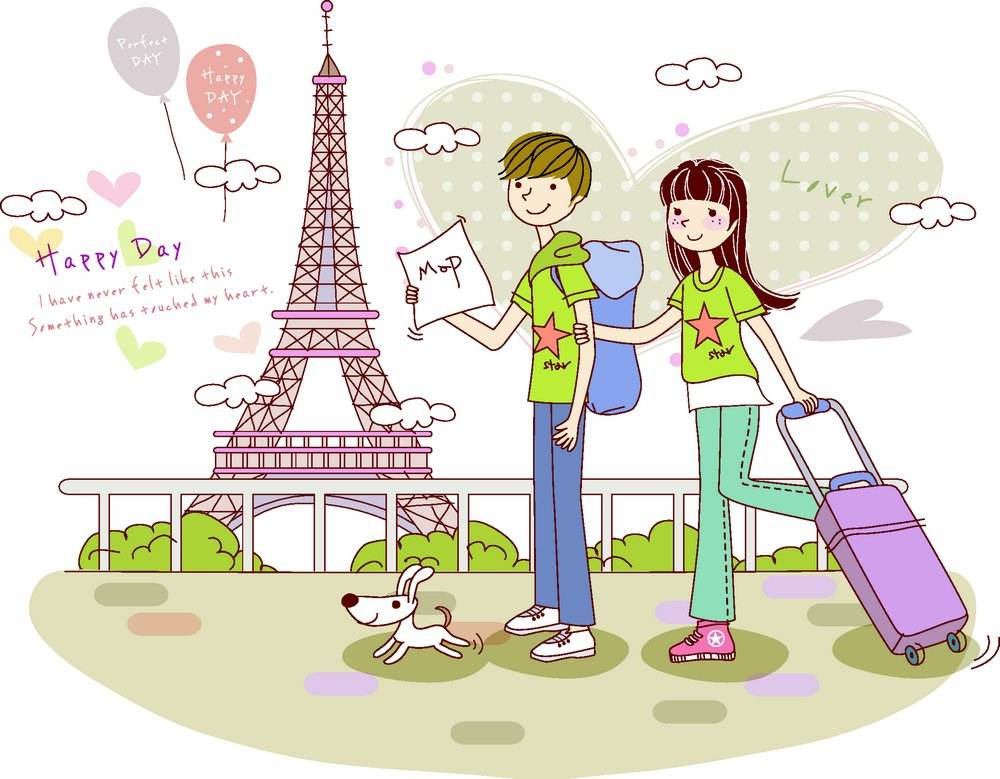 Perfect
DAY
Happy
DAY
Happy Day
I have never felt like this
Something has touched my heart.
Map
Lover
star
star